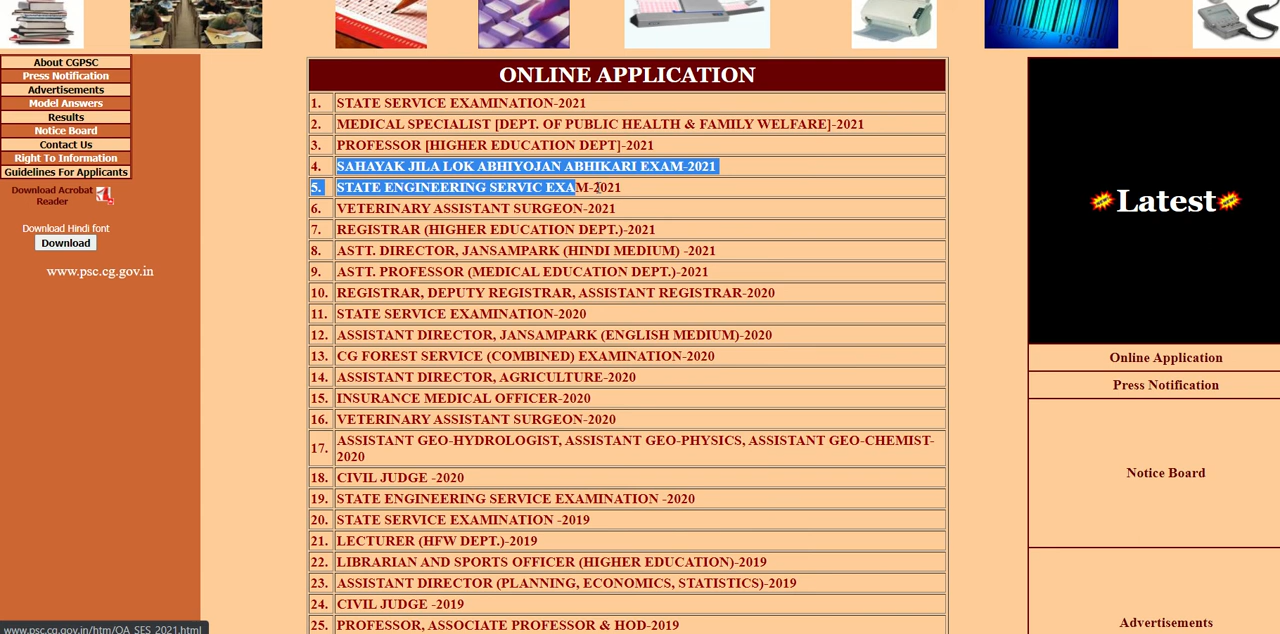 About CGPSC
Press Notification
Advertisements
Model Answers
Results
Notice Board
Contact Us
Right To Information
Guidelines For Applicants
Download Acrobat
Reader
Download Hindi font
Download
www.psc.cg.gov.in
ONLINE APPLICATION
1. STATE SERVICE EXAMINATION-2021
2. MEDICAL SPECIALIST [DEPT. OF PUBLIC HEALTH & FAMILY WELFARE]-2021
3. PROFESSOR [HIGHER EDUCATION DEPT]-2021
4. SAHAYAK JILA LOK ABHIYOJAN ABHIKARI EXAM-2021
5. STATE ENGINEERING SERVIC EXAM-2021
6. VETERINARY ASSISTANT SURGEON-2021
7. REGISTRAR (HIGHER EDUCATION DEPT.)-2021
8. ASTT. DIRECTOR, JANSAMPARK (HINDI MEDIUM) -2021
9. ASTT. PROFESSOR (MEDICAL EDUCATION DEPT.)-2021
10. REGISTRAR, DEPUTY REGISTRAR, ASSISTANT REGISTRAR-2020
11. STATE SERVICE EXAMINATION-2020
12. ASSISTANT DIRECTOR, JANSAMPARK (ENGLISH MEDIUM)-2020
13. CG FOREST SERVICE (COMBINED) EXAMINATION-2020
14. ASSISTANT DIRECTOR, AGRICULTURE-2020
15. INSURANCE MEDICAL OFFICER-2020
16. VETERINARY ASSISTANT SURGEON-2020
17. ASSISTANT GEO-HYDROLOGIST, ASSISTANT GEO-PHYSICS, ASSISTANT GEO-CHEMIST-
2020
18. CIVIL JUDGE -2020
19. STATE ENGINEERING SERVICE EXAMINATION -2020
20. STATE SERVICE EXAMINATION -2019
21. LECTURER (HFW DEPT.)-2019
22. LIBRARIAN AND SPORTS OFFICER (HIGHER EDUCATION)-2019
23. ASSISTANT DIRECTOR (PLANNING, ECONOMICS, STATISTICS)-2019
24. CIVIL JUDGE -2019
25. PROFESSOR, ASSOCIATE PROFESSOR & HOD-2019
Latest
Online Application
Press Notification
Notice Board
Advertisements
www.psc.cg.gov.in/htm/OA_SES_2021.html